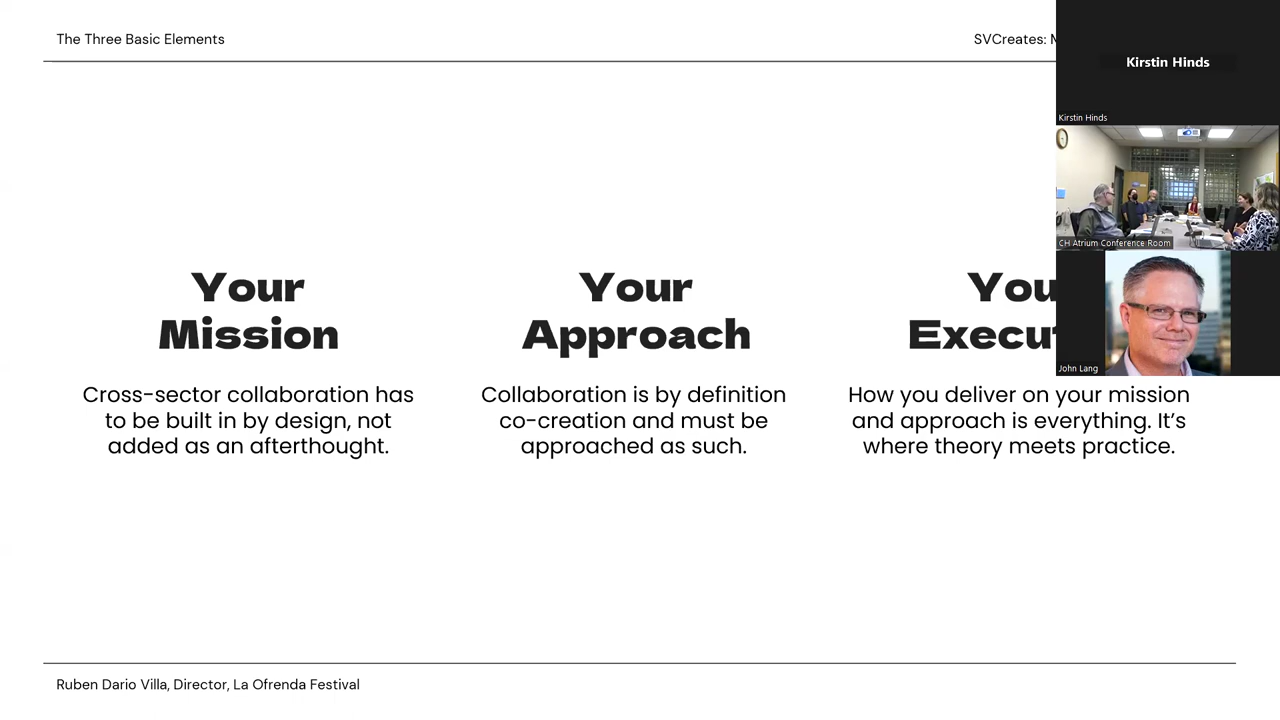 The Three Basic Elements
SVCreates:
Kirstin Hinds
Kirstin Hinds
CH Atrium Conference Room
John Lang
Your
Mission
Cross-sector collaboration has
to be built in by design, not
added as an afterthought.
Your
Approach
Collaboration is by definition
co-creation and must be
approached as such.
You
Execut
How you deliver on your mission
and approach is everything. It’s
where theory meets practice.
Ruben Dario Villa, Director, La Ofrenda Festival